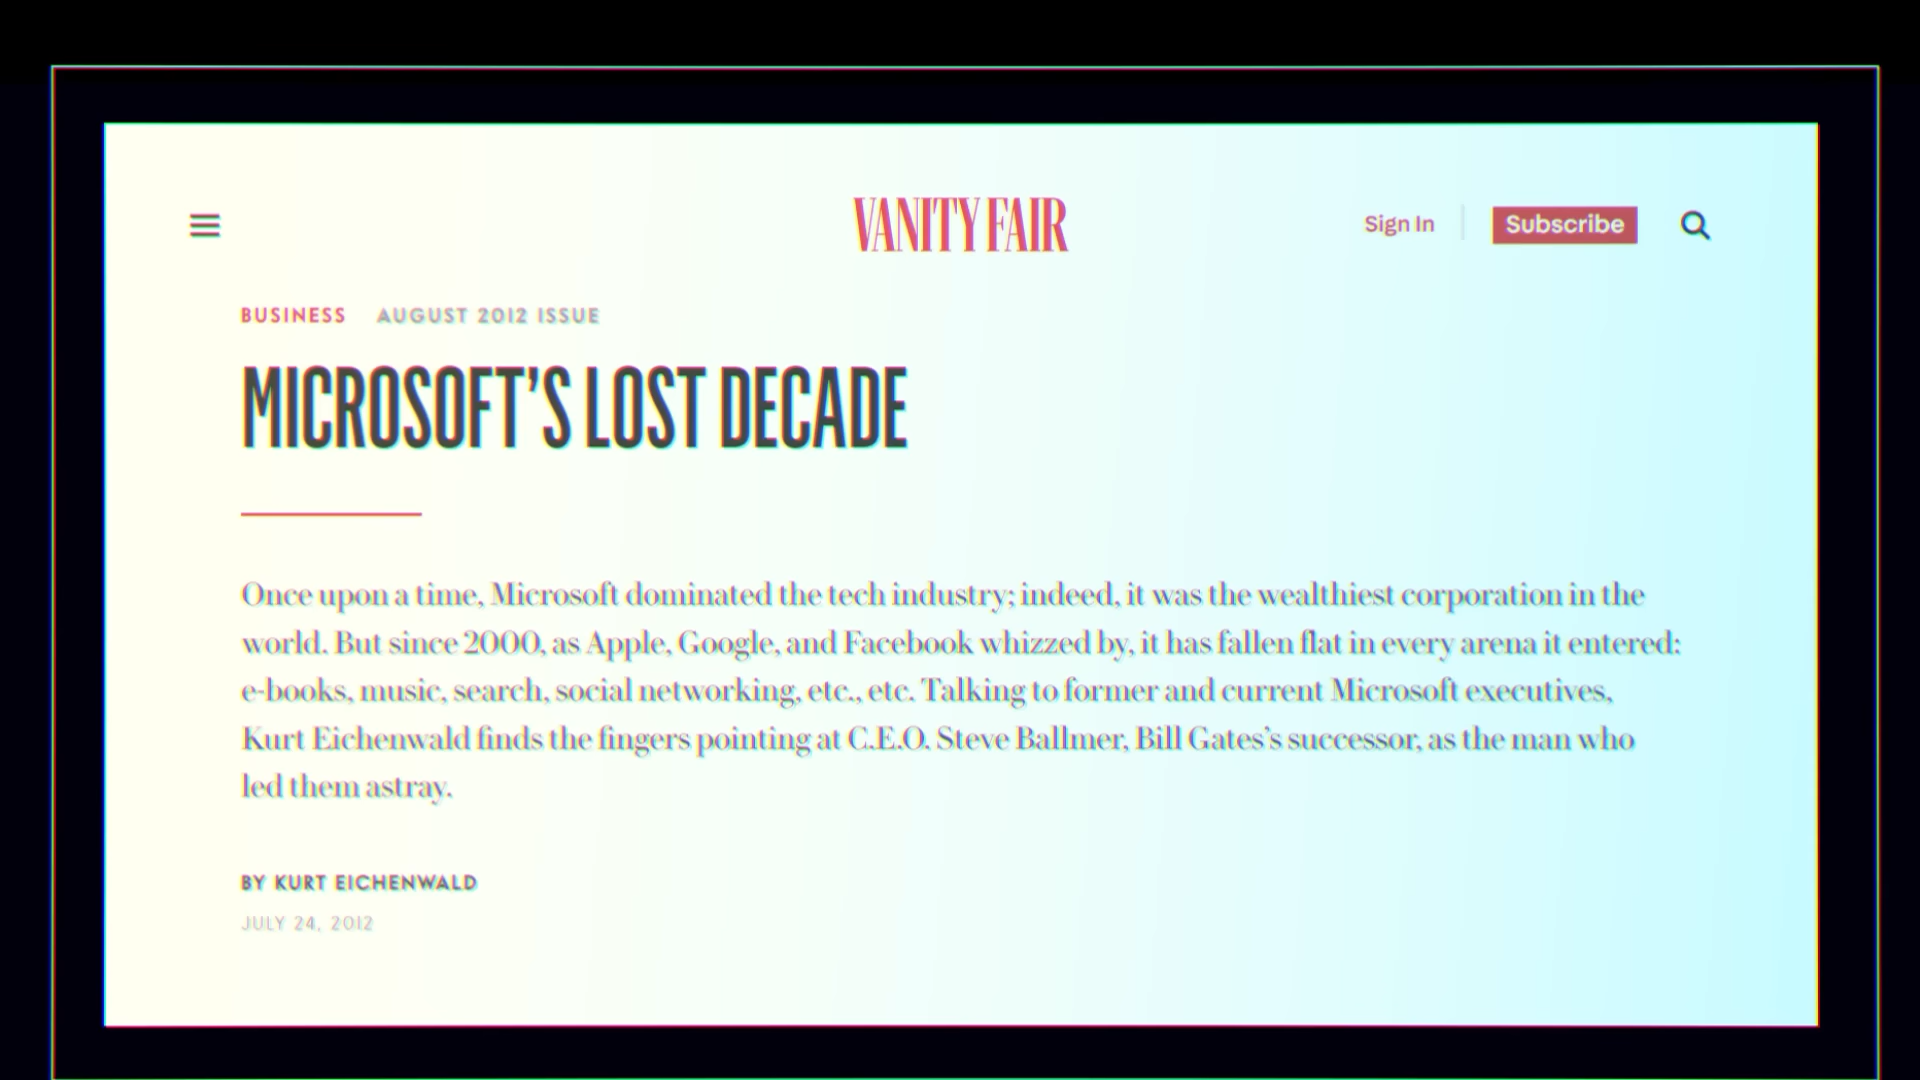 VANITY FAIR
Sign In
Subscribe
BUSINESS AUGUST 2012 ISSUE
MICROSOFT’S LOST DECADE
Once upon a time, Microsoft dominated the tech industry; indeed, it was the wealthiest corporation in the
world. But since 2000, as Apple, Google, and Facebook whizzed by, it has fallen flat in every arena it entered:
e-books, music, search, social networking, etc., etc. Talking to former and current Microsoft executives,
Kurt Eichenwald finds the fingers pointing at C.E.O. Steve Ballmer, Bill Gates’s successor, as the man who
led them astray.
BY KURT EICHENWALD
JULY 24, 2012